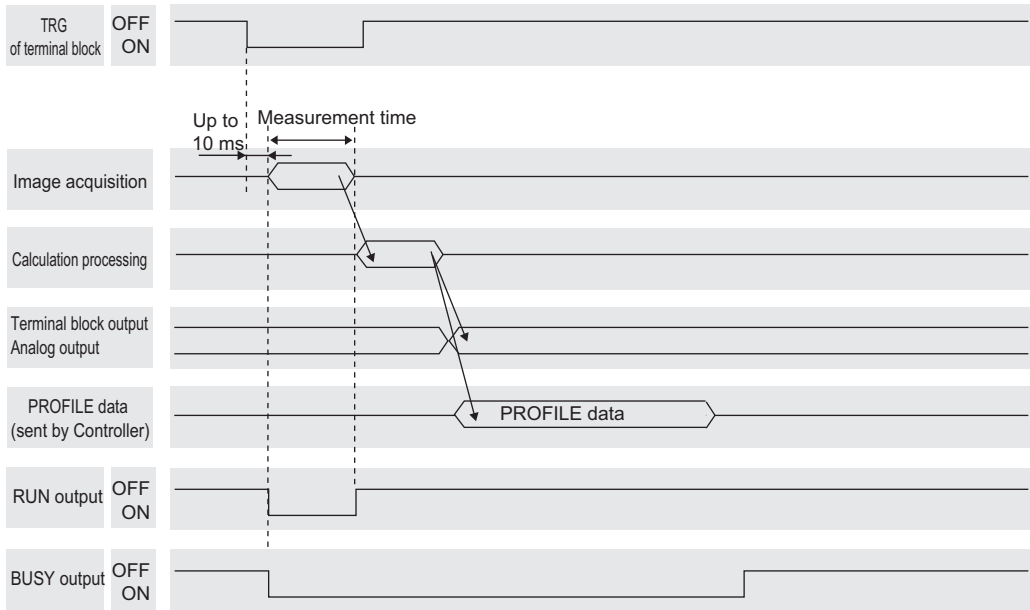 TRG
of terminal block
OFF
ON
Up to
10 ms
Measurement time
Image acquisition
Calculation processing
Terminal block output
Analog output
PROFILE data
(sent by Controller)
PROFILE data
RUN output
OFF
ON
BUSY output
OFF
ON